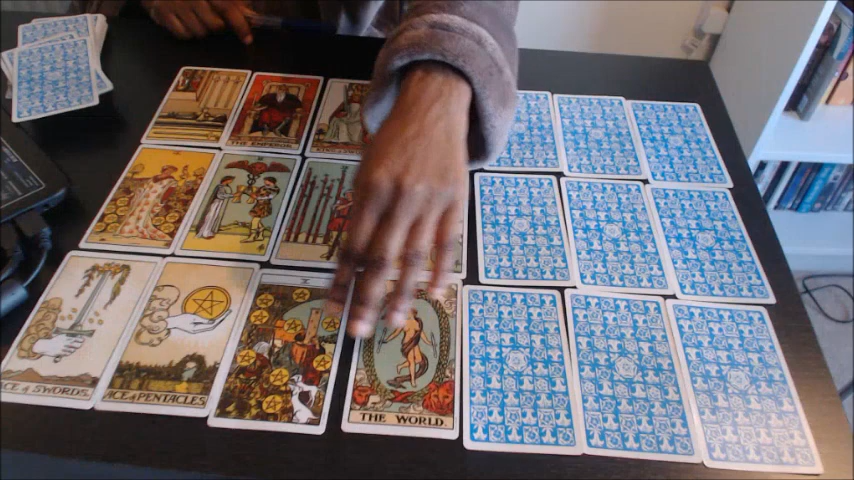 THE EMPEROR.
X
ACE of SWORDS.
ACE of PENTACLES
THE WORLD.